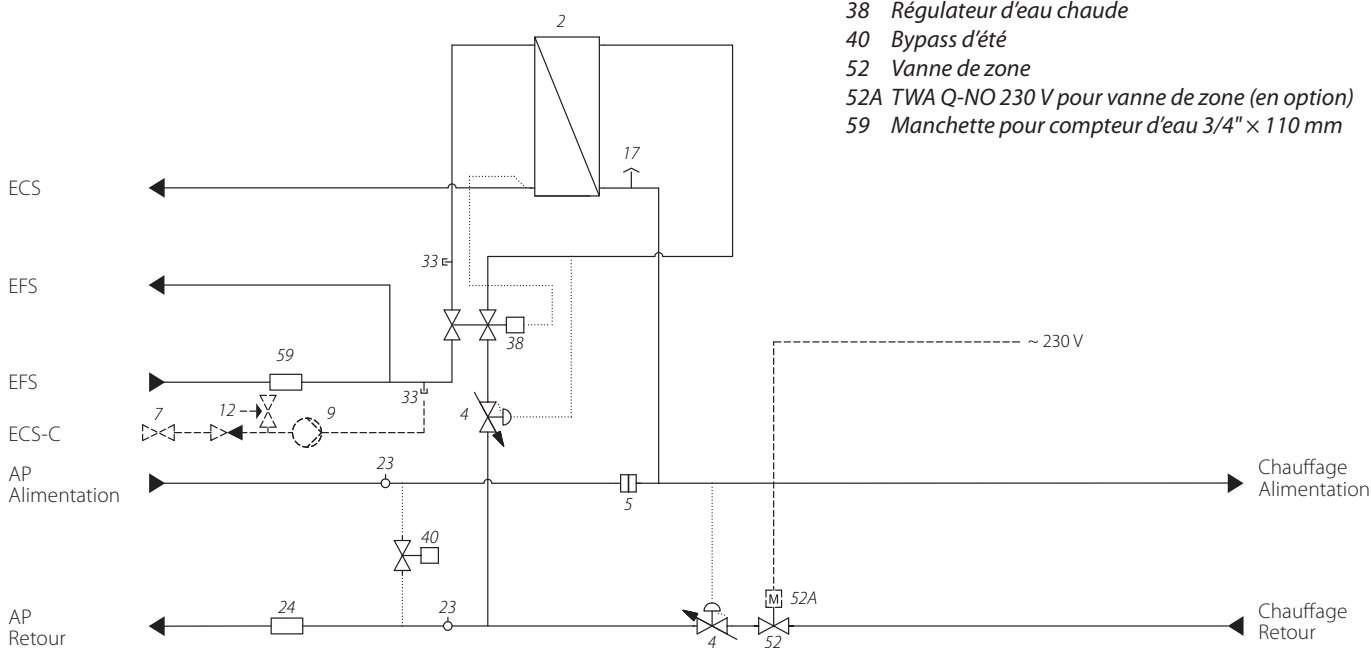 38 Régulateur d'eau chaude
40 Bypass d'été
52 Vanne de zone
52A TWA Q-NO 230 V pour vanne de zone (en option)
59 Manchette pour compteur d'eau 3/4" × 110 mm
2
17
ECS
33
EFS
38
~ 230 V
59
EFS
33
7
12
9
4
ECS-C
23
AP
Alimentation
5
Chauffage
Alimentation
40
24
23
M
52A
AP
Retour
4
52
Chauffage
Retour